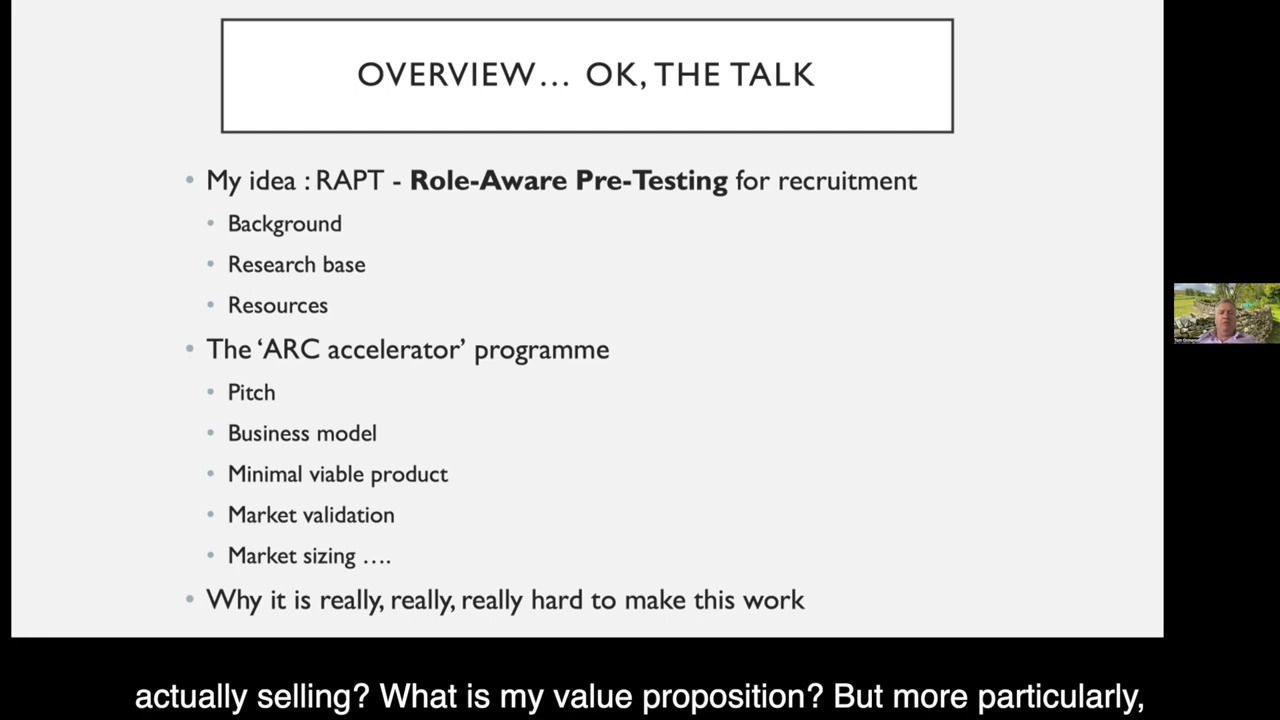 OVERVIEW... OK, THE TALK
• My idea : RAPT - Role-Aware Pre-Testing for recruitment
• Background
• Research base
• Resources
• The ‘ARC accelerator’ programme
• Pitch
• Business model
• Minimal viable product
• Market validation
• Market sizing ....
• Why it is really, really, really hard to make this work
actually selling? What is my value proposition? But more particularly,